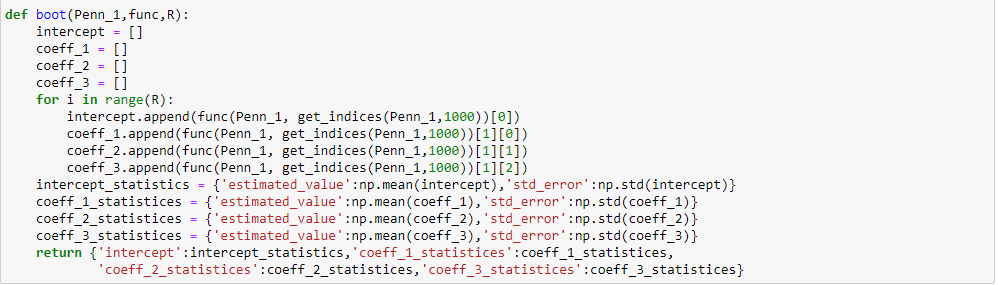 def boot(Penn_1,func,R):
    intercept = []
    coeff_1 = []
    coeff_2 = []
    coeff_3 = []
    for i in range(R):
        intercept.append(func(Penn_1, get_indices(Penn_1,1000))[0])
        coeff_1.append(func(Penn_1, get_indices(Penn_1,1000))[1][0])
        coeff_2.append(func(Penn_1, get_indices(Penn_1,1000))[1][1])
        coeff_3.append(func(Penn_1, get_indices(Penn_1,1000))[1][2])
    intercept_statistics = {'estimated_value':np.mean(intercept),'std_error':np.std(intercept)}
    coeff_1_statistices = {'estimated_value':np.mean(coeff_1),'std_error':np.std(coeff_1)}
    coeff_2_statistices = {'estimated_value':np.mean(coeff_2),'std_error':np.std(coeff_2)}
    coeff_3_statistices = {'estimated_value':np.mean(coeff_3),'std_error':np.std(coeff_3)}
    return {'intercept':intercept_statistics,'coeff_1_statistices':coeff_1_statistices,
            'coeff_2_statistices':coeff_2_statistices,'coeff_3_statistices':coeff_3_statistices}